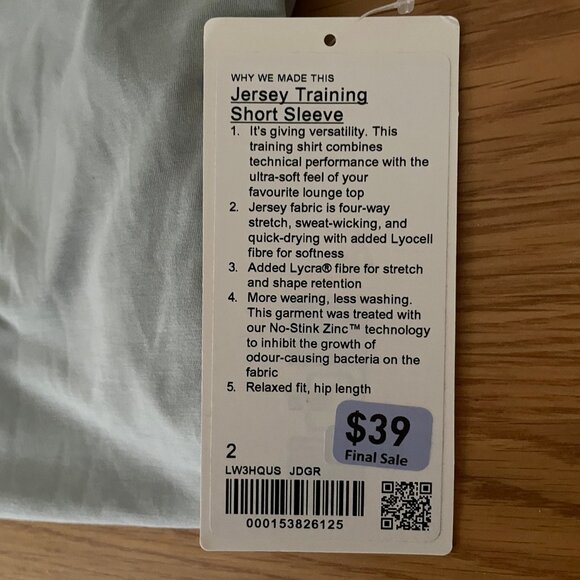 WHY WE MADE THIS
Jersey Training
Short Sleeve
1. It's giving versatility. This
training shirt combines
technical performance with the
ultra-soft feel of your
favourite lounge top
2. Jersey fabric is four-way
stretch, sweat-wicking, and
quick-drying with added Lyocell
fibre for softness
3. Added Lycra® fibre for stretch
and shape retention
4. More wearing, less washing.
This garment was treated with
our No-Stink Zinc™ technology
to inhibit the growth of
odour-causing bacteria on the
fabric
5. Relaxed fit, hip length
$39
Final Sale
2
LW3HQUS JDGR
000153826125